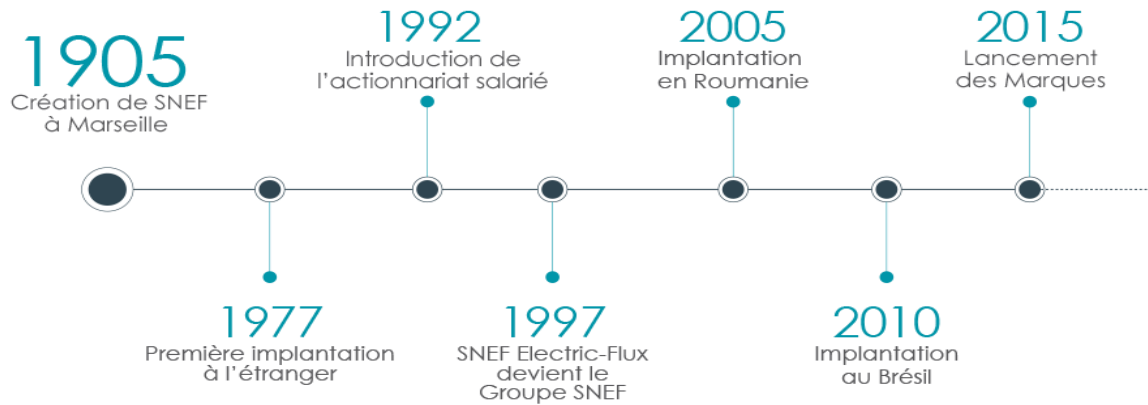 1905
Création de SNEF
à Marseille
1977
Première implantation
à l'étranger
1992
Introduction de
l'actionnariat salarié
1997
SNEF Electric-Flux
devient le
Groupe SNEF
2005
Implantation
en Roumanie
2010
Implantation
au Brésil
2015
Lancement
des Marques